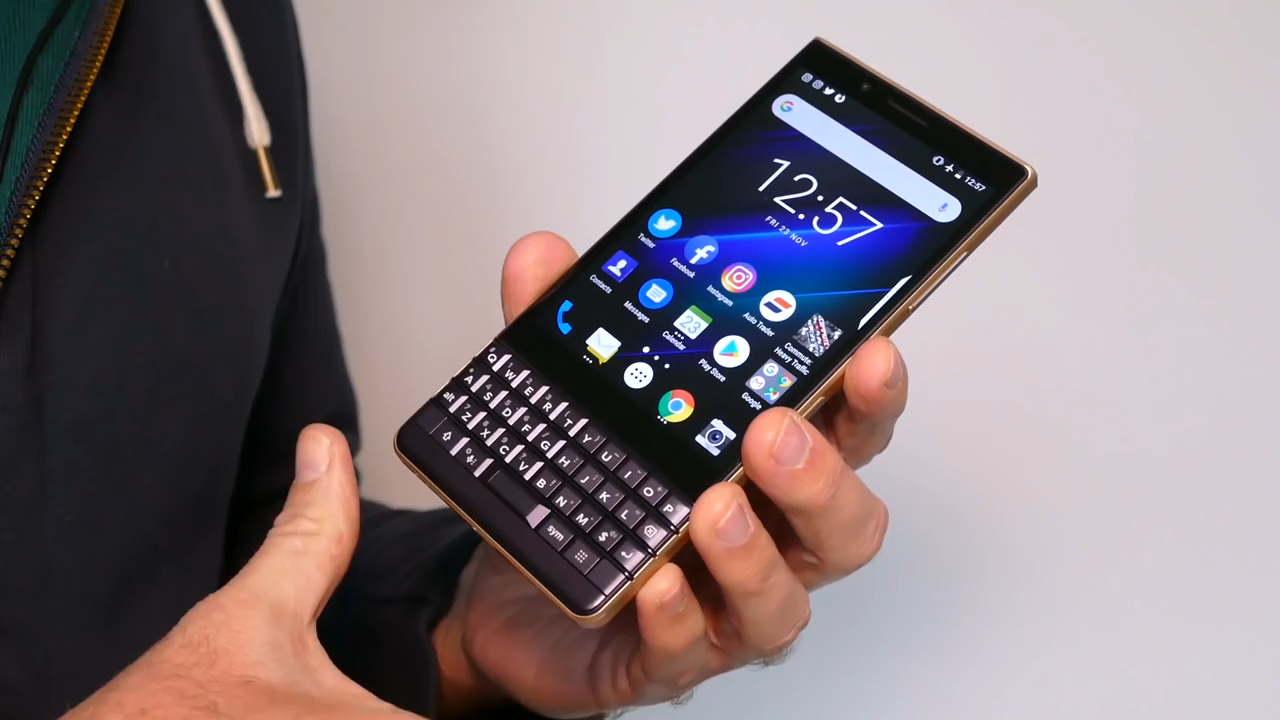 12:57
12:57
FRI 23 NOV
Twitter
Facebook
Instagram
Auto Trader
Commute:
Heavy Traffic
Contacts
Messages
23
Calendar
Play Store
Google
Q W E R T Y U I O P
A S D F G H J K L
alt Z X C V B N M $
sym